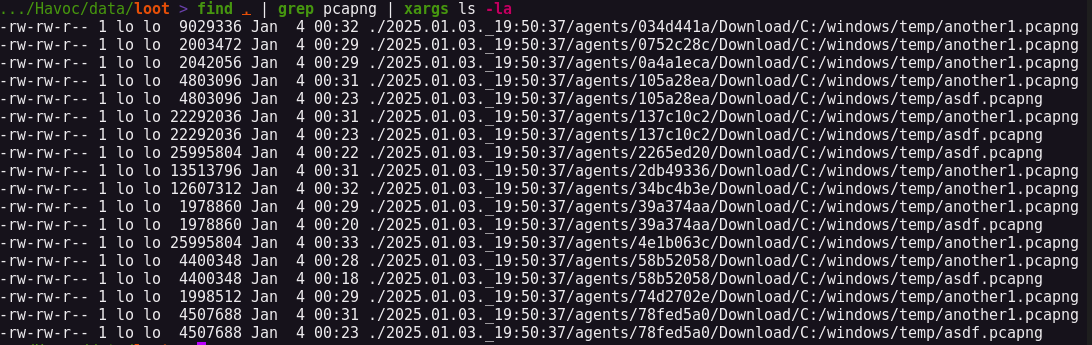 .../Havoc/data/loot > find . | grep pcapng | xargs ls -la
-rw-rw-r-- 1 lo lo  9029336 Jan  4 00:32 ./2025.01.03._19:50:37/agents/034d441a/Download/C:/windows/temp/another1.pcapng
-rw-rw-r-- 1 lo lo  2003472 Jan  4 00:29 ./2025.01.03._19:50:37/agents/0752c28c/Download/C:/windows/temp/another1.pcapng
-rw-rw-r-- 1 lo lo  2042056 Jan  4 00:29 ./2025.01.03._19:50:37/agents/0a4a1eca/Download/C:/windows/temp/another1.pcapng
-rw-rw-r-- 1 lo lo  4803096 Jan  4 00:31 ./2025.01.03._19:50:37/agents/105a28ea/Download/C:/windows/temp/another1.pcapng
-rw-rw-r-- 1 lo lo  4803096 Jan  4 00:23 ./2025.01.03._19:50:37/agents/105a28ea/Download/C:/windows/temp/asdf.pcapng
-rw-rw-r-- 1 lo lo 22292036 Jan  4 00:31 ./2025.01.03._19:50:37/agents/137c10c2/Download/C:/windows/temp/another1.pcapng
-rw-rw-r-- 1 lo lo 22292036 Jan  4 00:23 ./2025.01.03._19:50:37/agents/137c10c2/Download/C:/windows/temp/asdf.pcapng
-rw-rw-r-- 1 lo lo 25995804 Jan  4 00:22 ./2025.01.03._19:50:37/agents/2265ed20/Download/C:/windows/temp/asdf.pcapng
-rw-rw-r-- 1 lo lo 13513796 Jan  4 00:31 ./2025.01.03._19:50:37/agents/2db49336/Download/C:/windows/temp/another1.pcapng
-rw-rw-r-- 1 lo lo 12607312 Jan  4 00:32 ./2025.01.03._19:50:37/agents/34bc4b3e/Download/C:/windows/temp/another1.pcapng
-rw-rw-r-- 1 lo lo  1978860 Jan  4 00:29 ./2025.01.03._19:50:37/agents/39a374aa/Download/C:/windows/temp/another1.pcapng
-rw-rw-r-- 1 lo lo  1978860 Jan  4 00:20 ./2025.01.03._19:50:37/agents/39a374aa/Download/C:/windows/temp/asdf.pcapng
-rw-rw-r-- 1 lo lo 25995804 Jan  4 00:33 ./2025.01.03._19:50:37/agents/4e1b063c/Download/C:/windows/temp/another1.pcapng
-rw-rw-r-- 1 lo lo  4400348 Jan  4 00:28 ./2025.01.03._19:50:37/agents/58b52058/Download/C:/windows/temp/another1.pcapng
-rw-rw-r-- 1 lo lo  4400348 Jan  4 00:18 ./2025.01.03._19:50:37/agents/58b52058/Download/C:/windows/temp/asdf.pcapng
-rw-rw-r-- 1 lo lo  1998512 Jan  4 00:29 ./2025.01.03._19:50:37/agents/74d2702e/Download/C:/windows/temp/another1.pcapng
-rw-rw-r-- 1 lo lo  4507688 Jan  4 00:31 ./2025.01.03._19:50:37/agents/78fed5a0/Download/C:/windows/temp/another1.pcapng
-rw-rw-r-- 1 lo lo  4507688 Jan  4 00:23 ./2025.01.03._19:50:37/agents/78fed5a0/Download/C:/windows/temp/asdf.pcapng